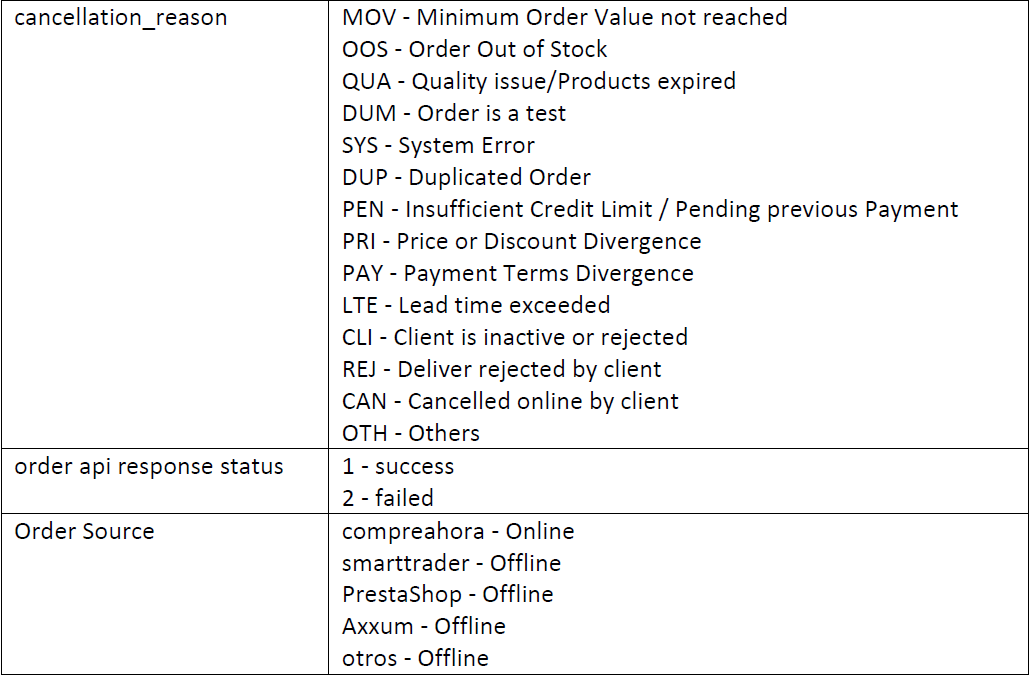 cancellation_reason
MOV - Minimum Order Value not reached
OOS - Order Out of Stock
QUA - Quality issue/Products expired
DUM - Order is a test
SYS - System Error
DUP - Duplicated Order
PEN - Insufficient Credit Limit / Pending previous Payment
PRI - Price or Discount Divergence
PAY - Payment Terms Divergence
LTE - Lead time exceeded
CLI - Client is inactive or rejected
REJ - Deliver rejected by client
CAN - Cancelled online by client
OTH - Others
order api response status
1 - success
2 - failed
Order Source
compreahora - Online
smarttrader - Offline
PrestaShop - Offline
Axxum - Offline
otros - Offline